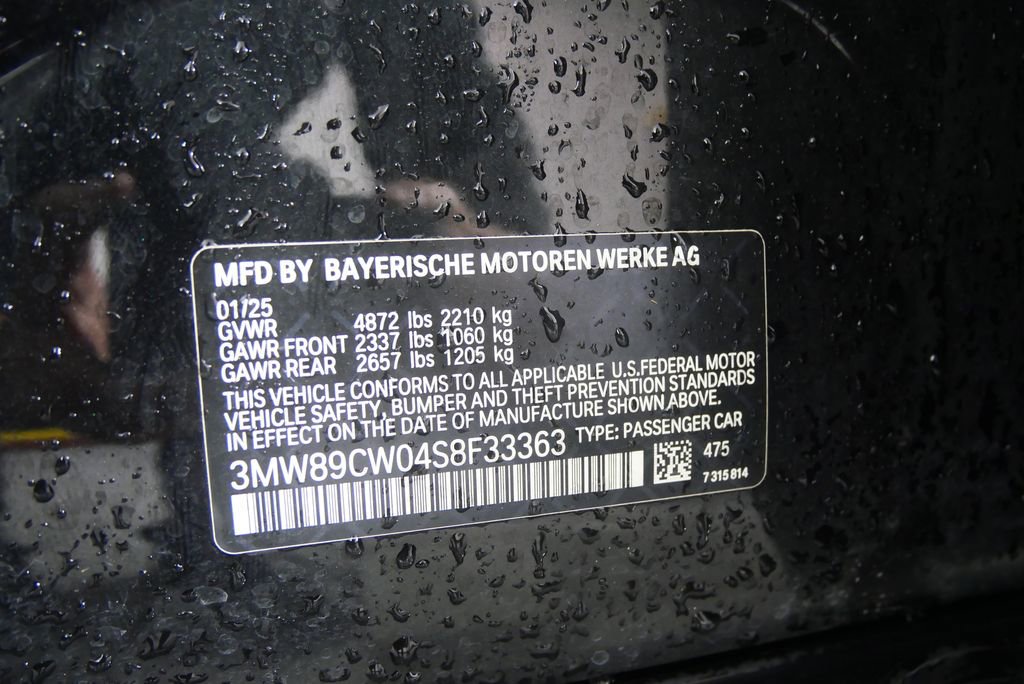 MFD BY BAYERISCHE MOTOREN WERKE AG
01/25
GVWR 4872 lbs 2210 kg
GAWR FRONT 2337 lbs 1060 kg
GAWR REAR 2657 lbs 1205 kg
THIS VEHICLE CONFORMS TO ALL APPLICABLE U.S.FEDERAL MOTOR
VEHICLE SAFETY, BUMPER AND THEFT PREVENTION STANDARDS
IN EFFECT ON THE DATE OF MANUFACTURE SHOWN ABOVE.
3MW89CW04S8F33363 TYPE: PASSENGER CAR
475
7 315 814